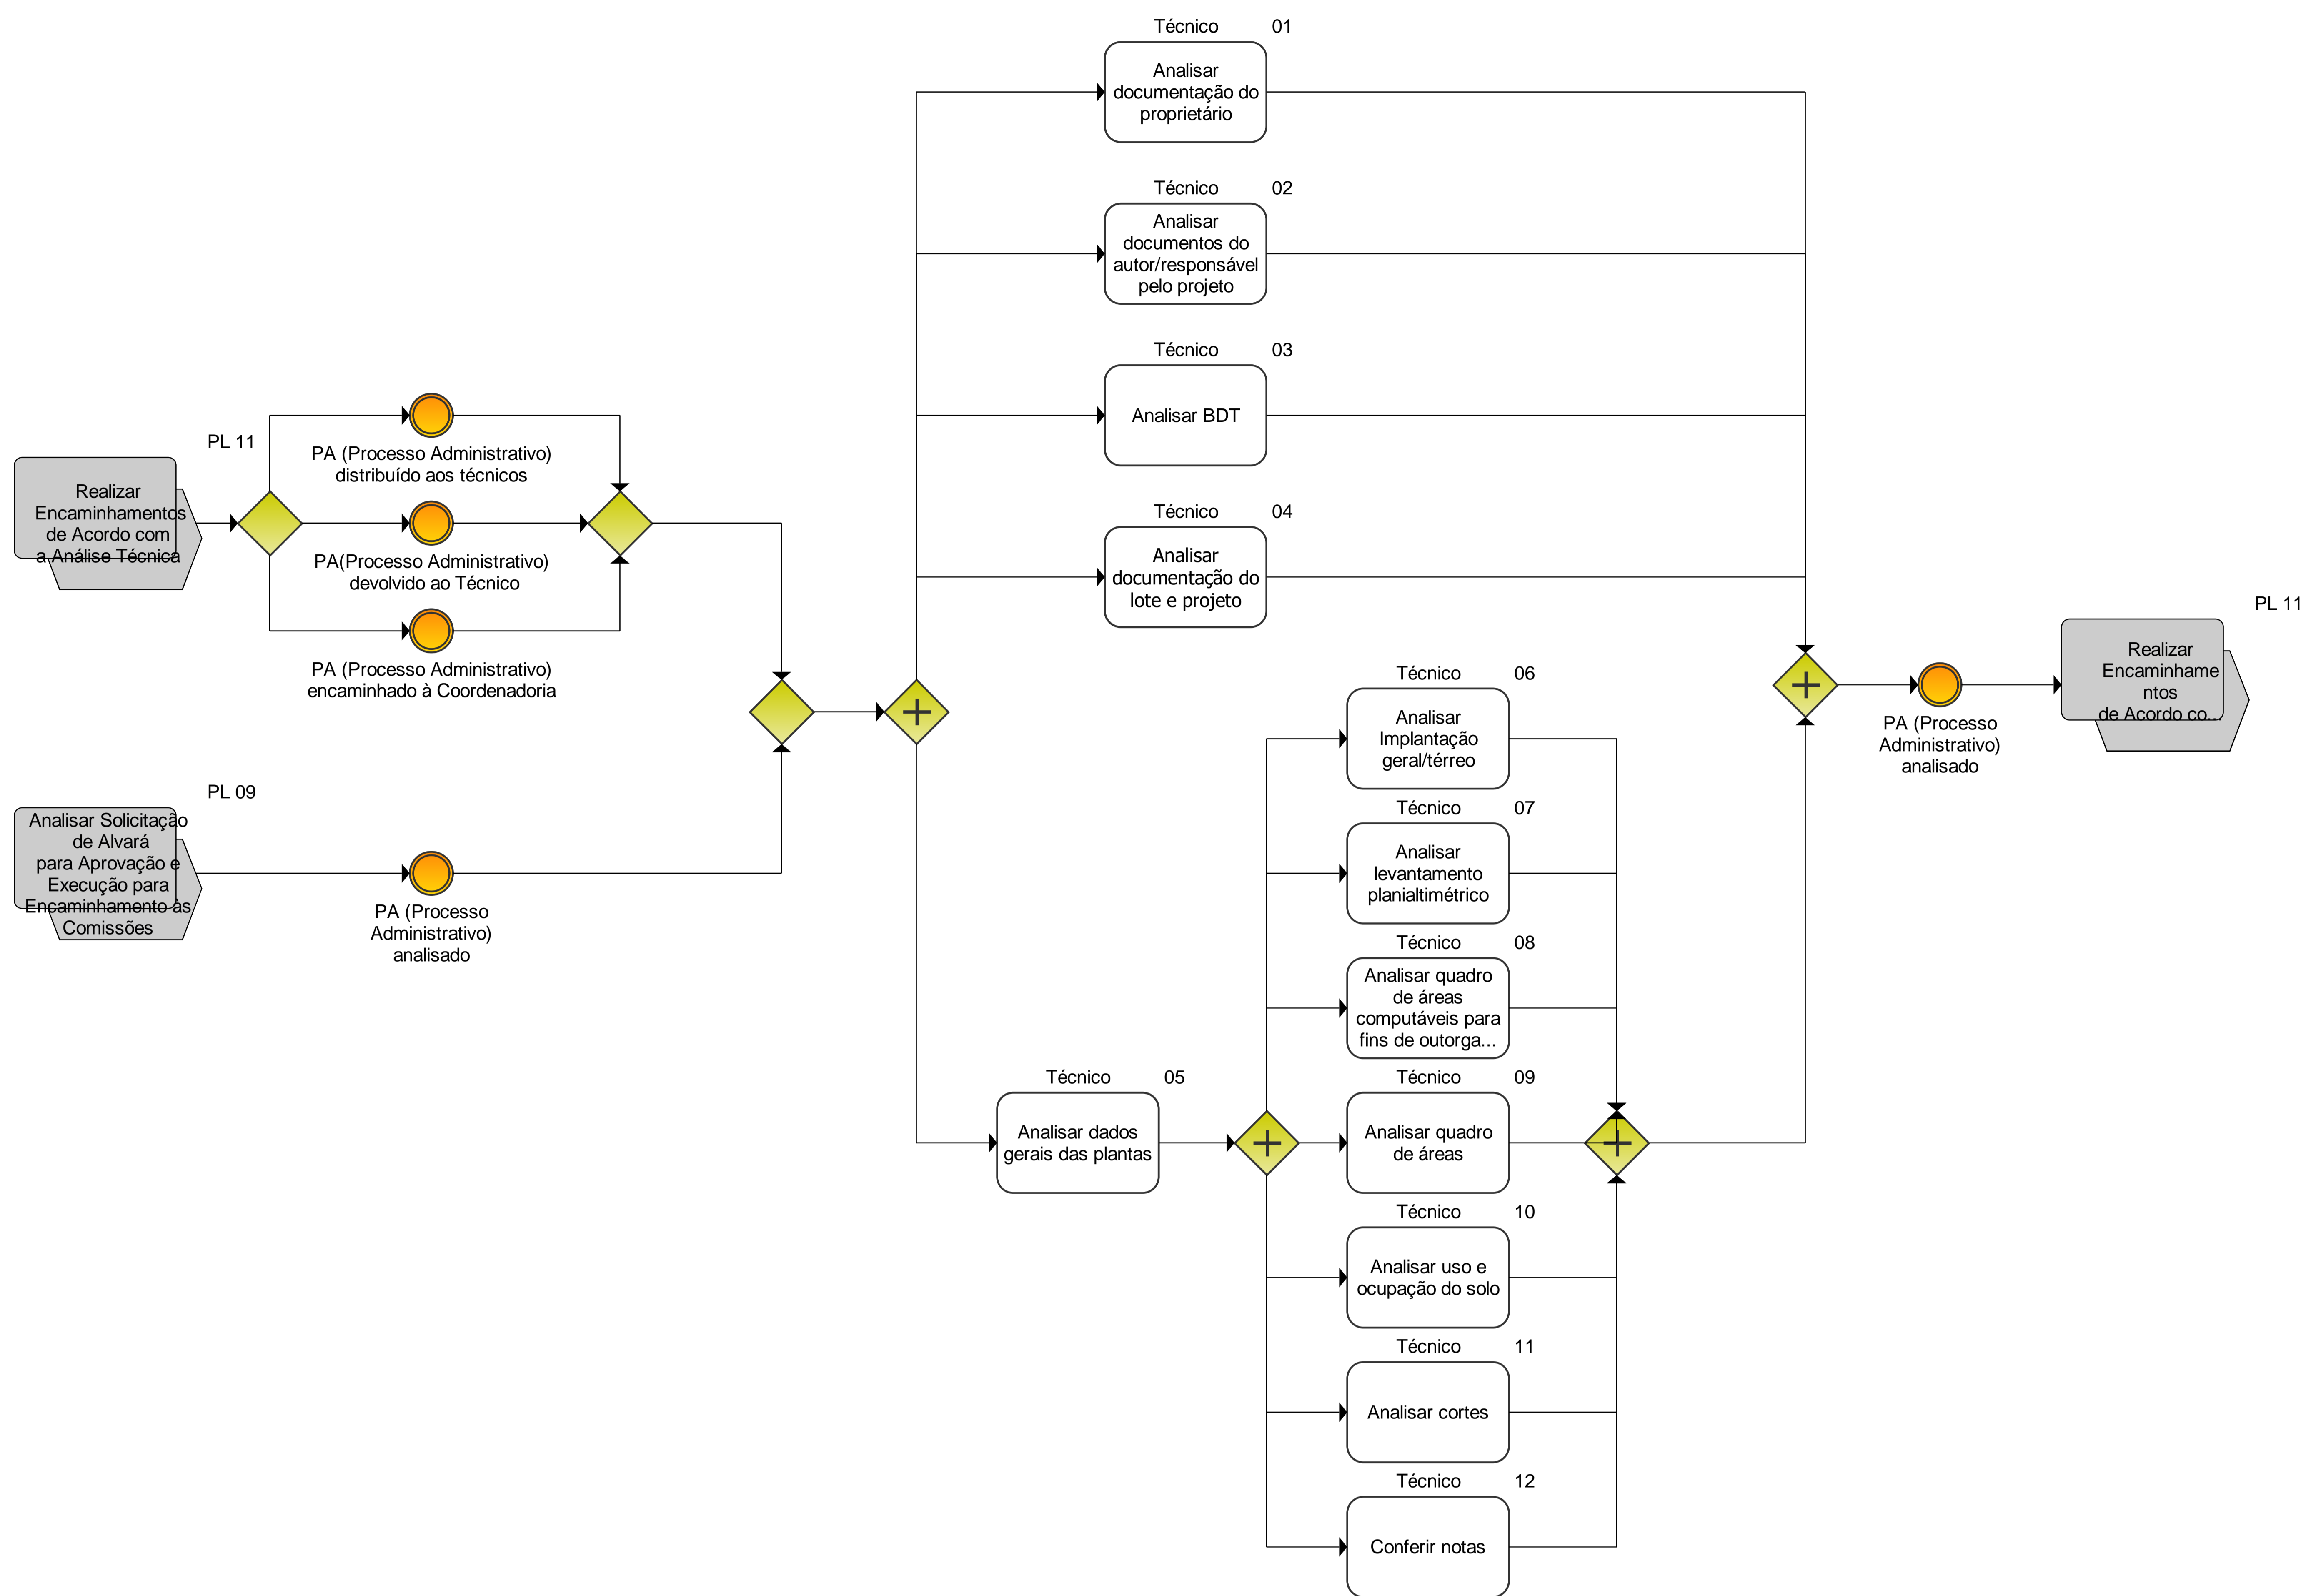 Técnico 01
Analisar
documentação do
proprietário
Técnico 02
Analisar
documentos do
autor/responsável
pelo projeto
Técnico 03
Analisar BDT
Técnico 04
Analisar
documentação do
lote e projeto
PL 11
Realizar
Encaminhamentos
de Acordo com
a Análise Técnica
PA (Processo Administrativo)
distribuído aos técnicos
PA(Processo Administrativo)
devolvido ao Técnico
PA (Processo Administrativo)
encaminhado à Coordenadoria
PL 09
Analisar Solicitação
de Alvará
para Aprovação e
Execução para
Encaminhamento às
Comissões
PA (Processo
Administrativo)
analisado
Técnico 05
Analisar dados
gerais das plantas
Técnico 06
Analisar
Implantação
geral/térreo
Técnico 07
Analisar
levantamento
planialtimétrico
Técnico 08
Analisar quadro
de áreas
computáveis para
fins de outorga...
Técnico 09
Analisar quadro
de áreas
Técnico 10
Analisar uso e
ocupação do solo
Técnico 11
Analisar cortes
Técnico 12
Conferir notas
PA (Processo
Administrativo)
analisado
PL 11
Realizar
Encaminhame
ntos
de Acordo co...